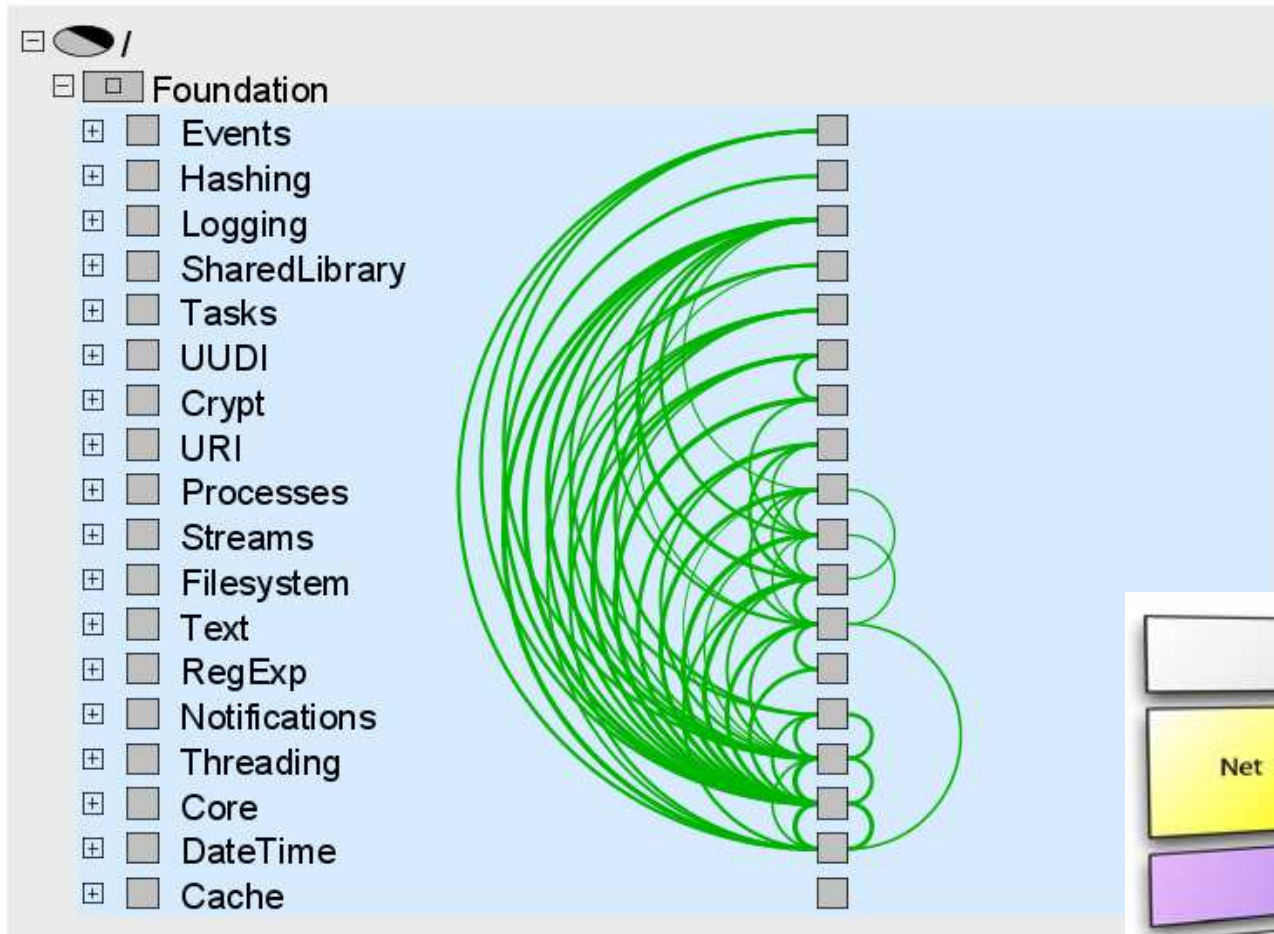 /
Foundation
Events
Hashing
Logging
SharedLibrary
Tasks
UUDI
Crypt
URI
Processes
Streams
Filesystem
Text
RegExp
Notifications
Threading
Core
DateTime
Cache
Net